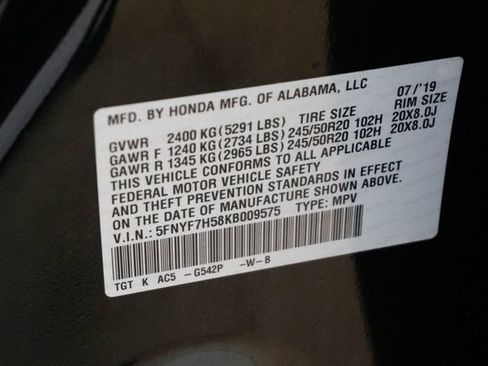 MFD. BY HONDA MFG. OF ALABAMA, LLC 07/'19
TIRE SIZE RIM SIZE
GVWR 2400 KG (5291 LBS)
GAWR F 1240 KG (2734 LBS) 245/50R20 102H 20X8.0J
GAWR R 1345 KG (2965 LBS) 245/50R20 102H 20X8.0J
THIS VEHICLE CONFORMS TO ALL APPLICABLE
FEDERAL MOTOR VEHICLE SAFETY
AND THEFT PREVENTION STANDARDS IN EFFECT
ON THE DATE OF MANUFACTURE SHOWN ABOVE.
V.I.N.: 5FNYF7H58KB009575 TYPE: MPV
TGT K AC5 - G542P -W-B